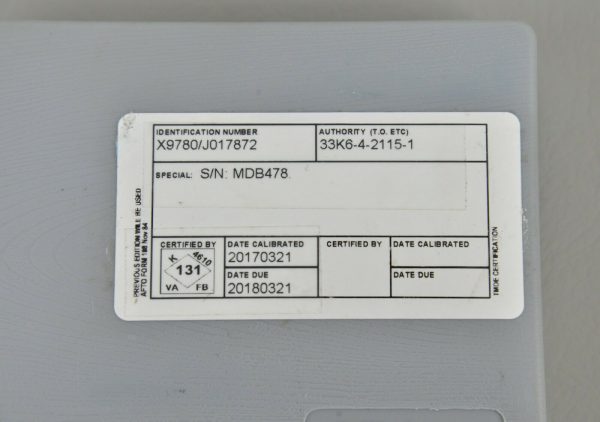 IDENTIFICATION NUMBER
X9780/J017872
AUTHORITY (T.O. ETC)
33K6-4-2115-1
SPECIAL: S/N: MDB478.
CERTIFIED BY
K 4610
131
VA FB
DATE CALIBRATED
20170321
DATE DUE
20180321
CERTIFIED BY
DATE CALIBRATED
DATE DUE
PREVIOUS EDITION WILL BE USED
AFTO FORM 198 Nov 84
TMDE CERTIFICATION